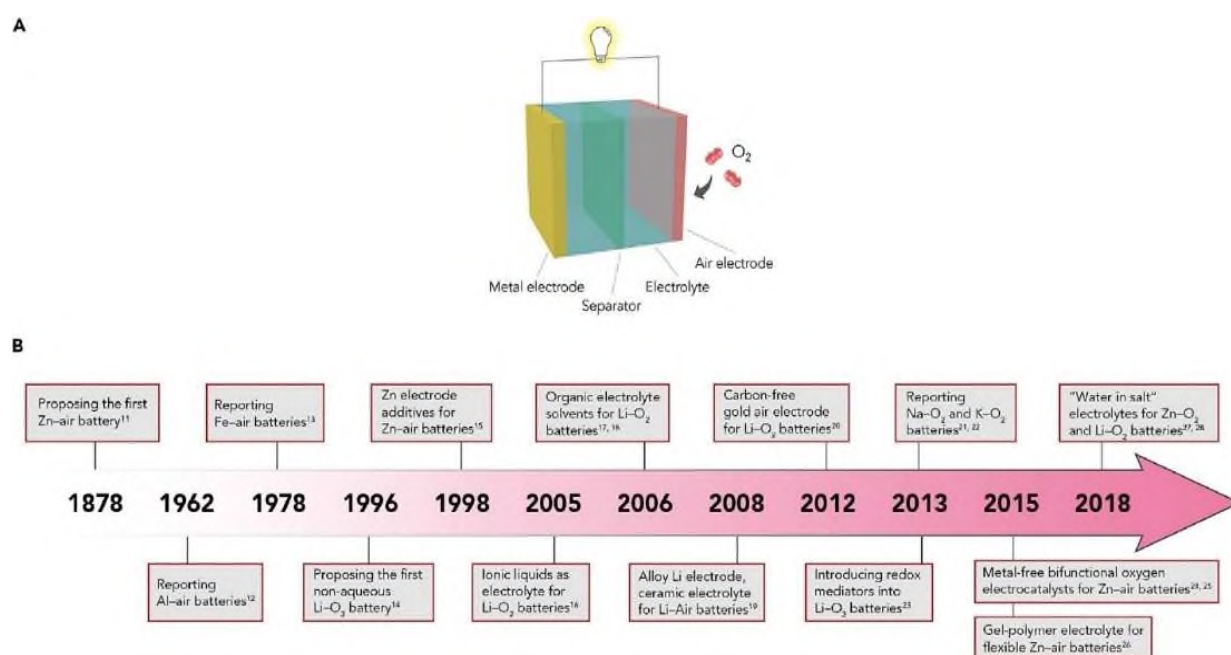 A
O₂
Air electrode
Metal electrode
Electrolyte
Separator
B
Proposing the first
Zn–air battery¹¹
Reporting
Fe–air batteries¹³
Zn electrode
additives for
Zn–air batteries¹⁵
Organic electrolyte
solvents for Li–O₂
batteries¹⁷, ¹⁸
Carbon-free
gold air electrode
for Li–O₂ batteries²⁰
Reporting
Na–O₂ and K–O₂
batteries²¹, ²²
"Water in salt"
electrolytes for Zn–O₂
and Li–O₂ batteries²⁷, ²⁸
1878 1962 1978 1996 1998 2005 2006 2008 2012 2013 2015 2018
Reporting
Al–air batteries¹²
Proposing the first
non-aqueous
Li–O₂ battery¹⁴
Ionic liquids as
electrolyte for
Li–O₂ batteries¹⁶
Alloy Li electrode,
ceramic electrolyte
for Li–Air batteries¹⁹
Introducing redox
mediators into
Li–O₂ batteries²³
Metal-free bifunctional oxygen
electrocatalysts for Zn–air batteries²⁴, ²⁵
Gel-polymer electrolyte for
flexible Zn–air batteries²⁶